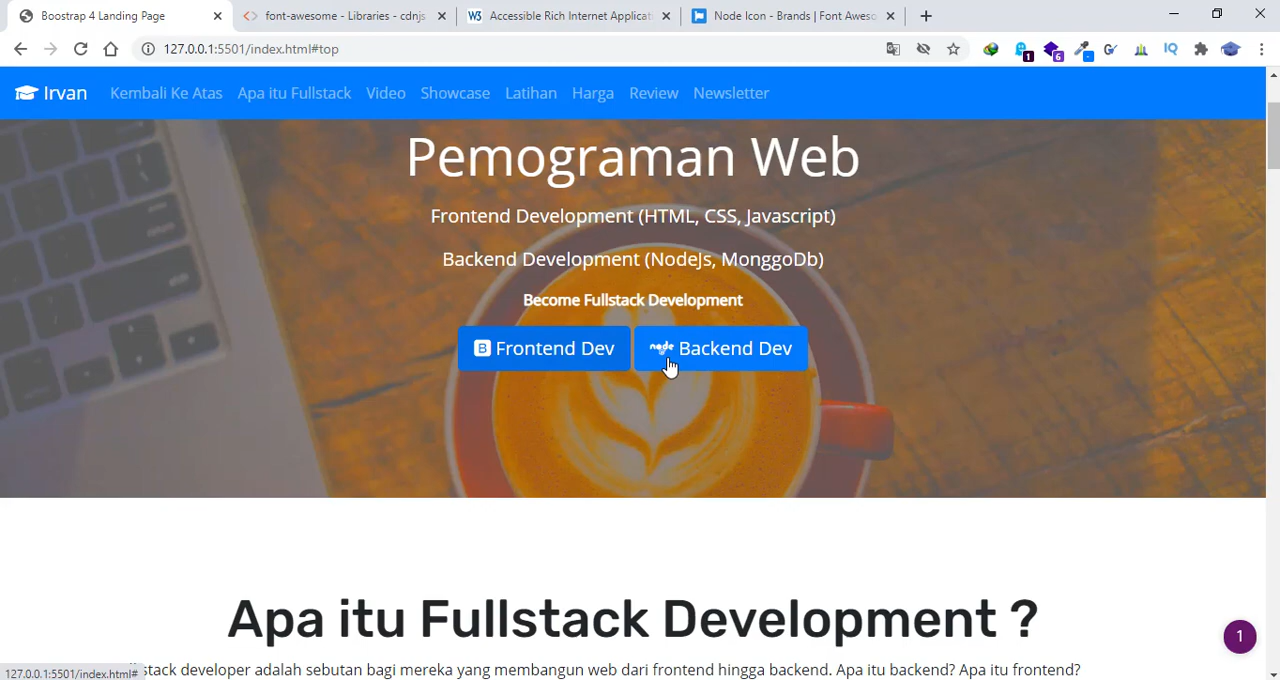 Boostrap 4 Landing Page
font-awesome - Libraries - cdnjs
Accessible Rich Internet Applicat
Node Icon - Brands | Font Aweso
127.0.0.1:5501/index.html#top
Irvan Kembali Ke Atas Apa itu Fullstack Video Showcase Latihan Harga Review Newsletter
Pemograman Web
Frontend Development (HTML, CSS, Javascript)
Backend Development (NodeJs, MonggoDb)
Become Fullstack Development
B Frontend Dev node Backend Dev
Apa itu Fullstack Development ?
stack developer adalah sebutan bagi mereka yang membangun web dari frontend hingga backend. Apa itu backend? Apa itu frontend?
127.0.0.1:5501/index.html#
1